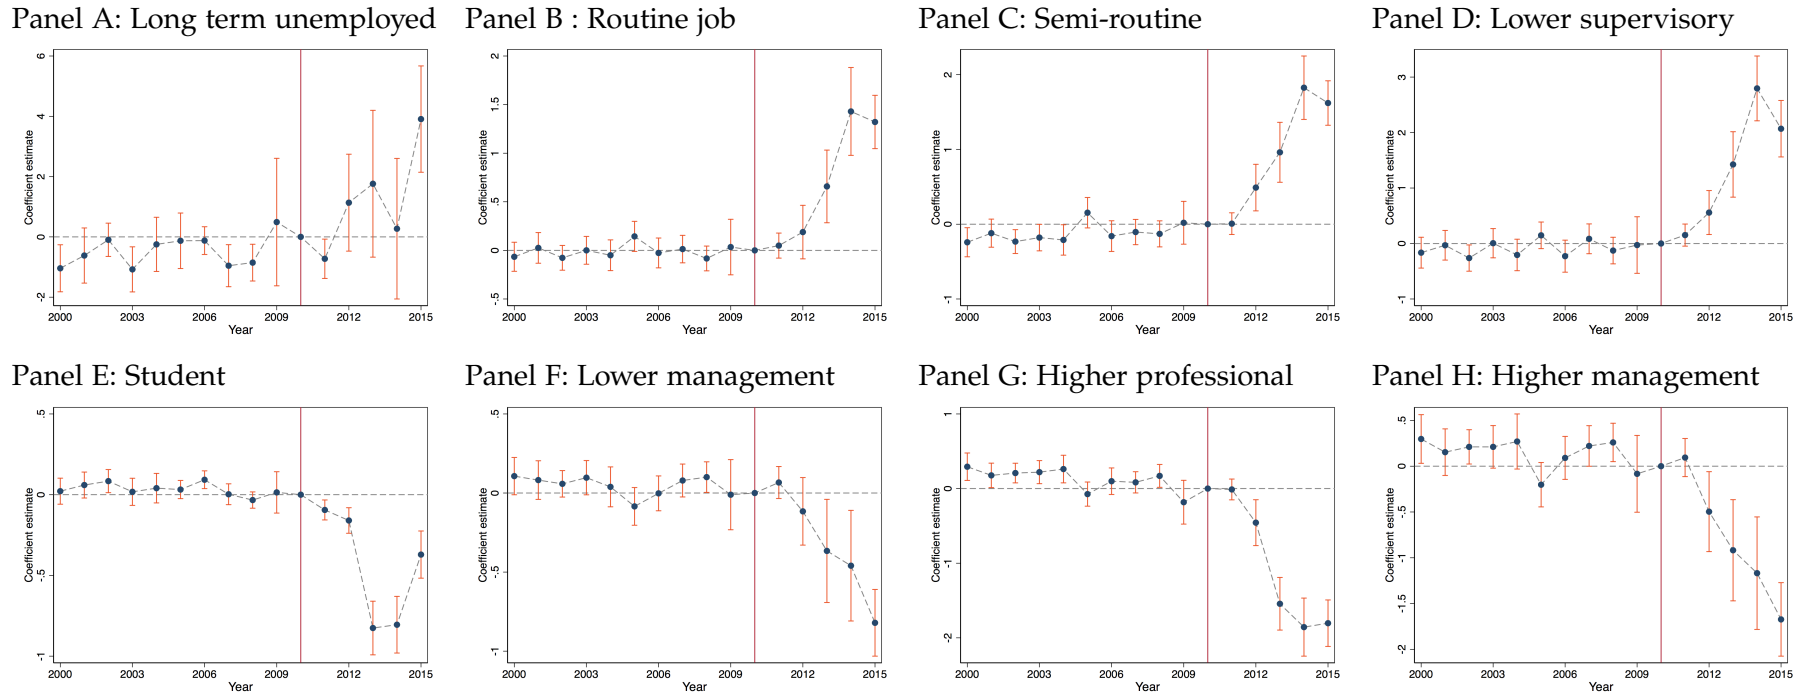 Panel A: Long term unemployed
Coefficient estimate
6
4
2
0
-2
2000 2003 2006 2009 2012 2015
Year
Panel B : Routine job
Coefficient estimate
2
1.5
1
.5
0
-.5
2000 2003 2006 2009 2012 2015
Year
Panel C: Semi-routine
Coefficient estimate
2
1
0
-1
2000 2003 2006 2009 2012 2015
Year
Panel D: Lower supervisory
Coefficient estimate
3
2
1
0
-1
2000 2003 2006 2009 2012 2015
Year
Panel E: Student
Coefficient estimate
.5
0
-.5
-1
2000 2003 2006 2009 2012 2015
Year
Panel F: Lower management
Coefficient estimate
.5
0
-.5
-1
2000 2003 2006 2009 2012 2015
Year
Panel G: Higher professional
Coefficient estimate
1
0
-1
-2
2000 2003 2006 2009 2012 2015
Year
Panel H: Higher management
Coefficient estimate
.5
0
-.5
-1
-1.5
-2
2000 2003 2006 2009 2012 2015
Year